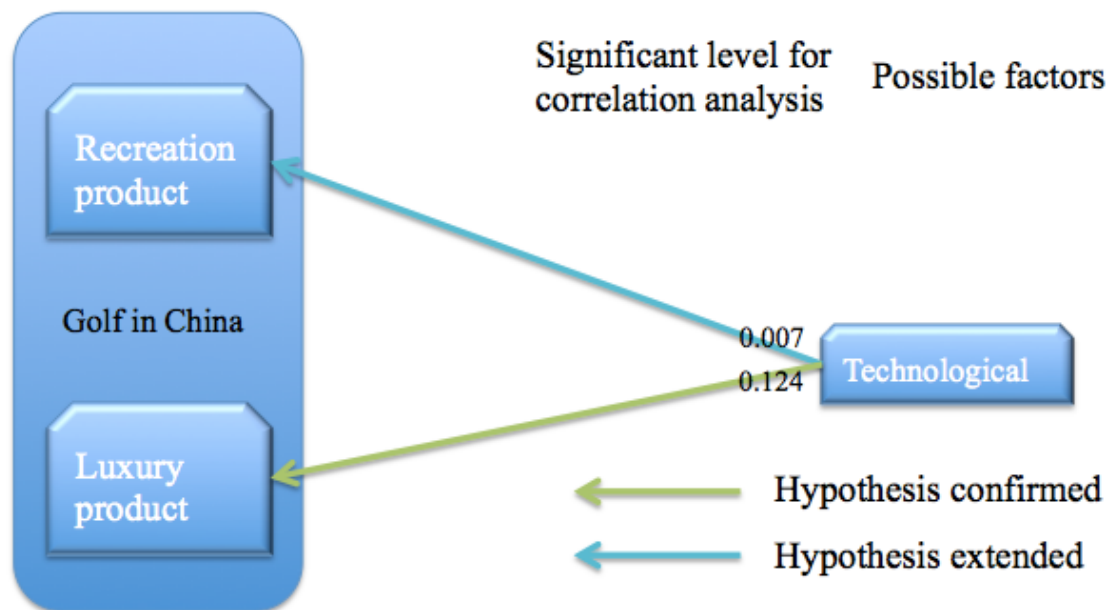 Significant level for
correlation analysis
Possible factors
Recreation
product
Golf in China
0.007
0.124
Technological
Luxury
product
Hypothesis confirmed
Hypothesis extended